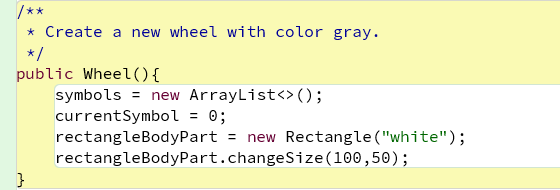 /**
 * Create a new wheel with color gray.
 */
public Wheel(){
    symbols = new ArrayList<>();
    currentSymbol = 0;
    rectangleBodyPart = new Rectangle("white");
    rectangleBodyPart.changeSize(100,50);
}